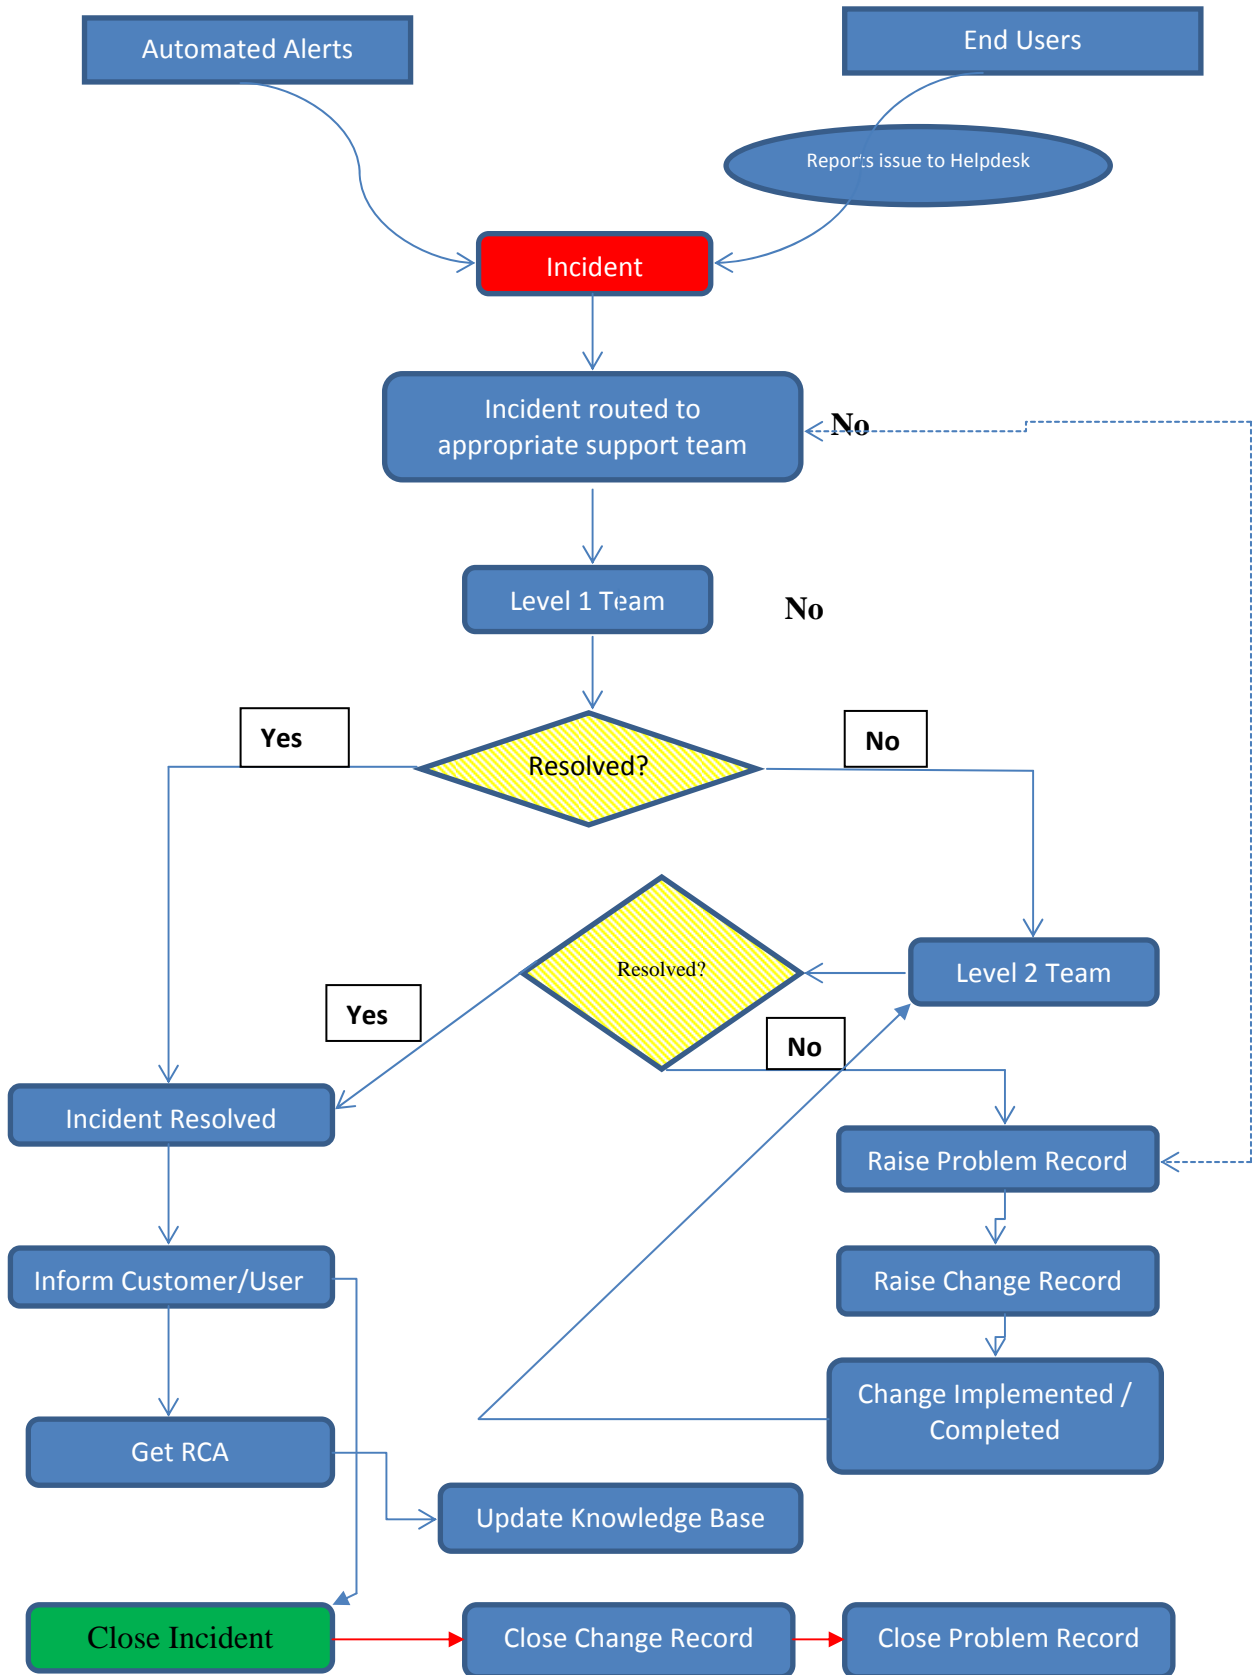 Automated Alerts
End Users
Reports issue to Helpdesk
Incident
Incident routed to
appropriate support team
No
Level 1 Team
No
Yes
Resolved?
No
Resolved?
Level 2 Team
Yes
No
Incident Resolved
Raise Problem Record
Inform Customer/User
Raise Change Record
Change Implemented /
Completed
Get RCA
Update Knowledge Base
Close Incident
Close Change Record
Close Problem Record